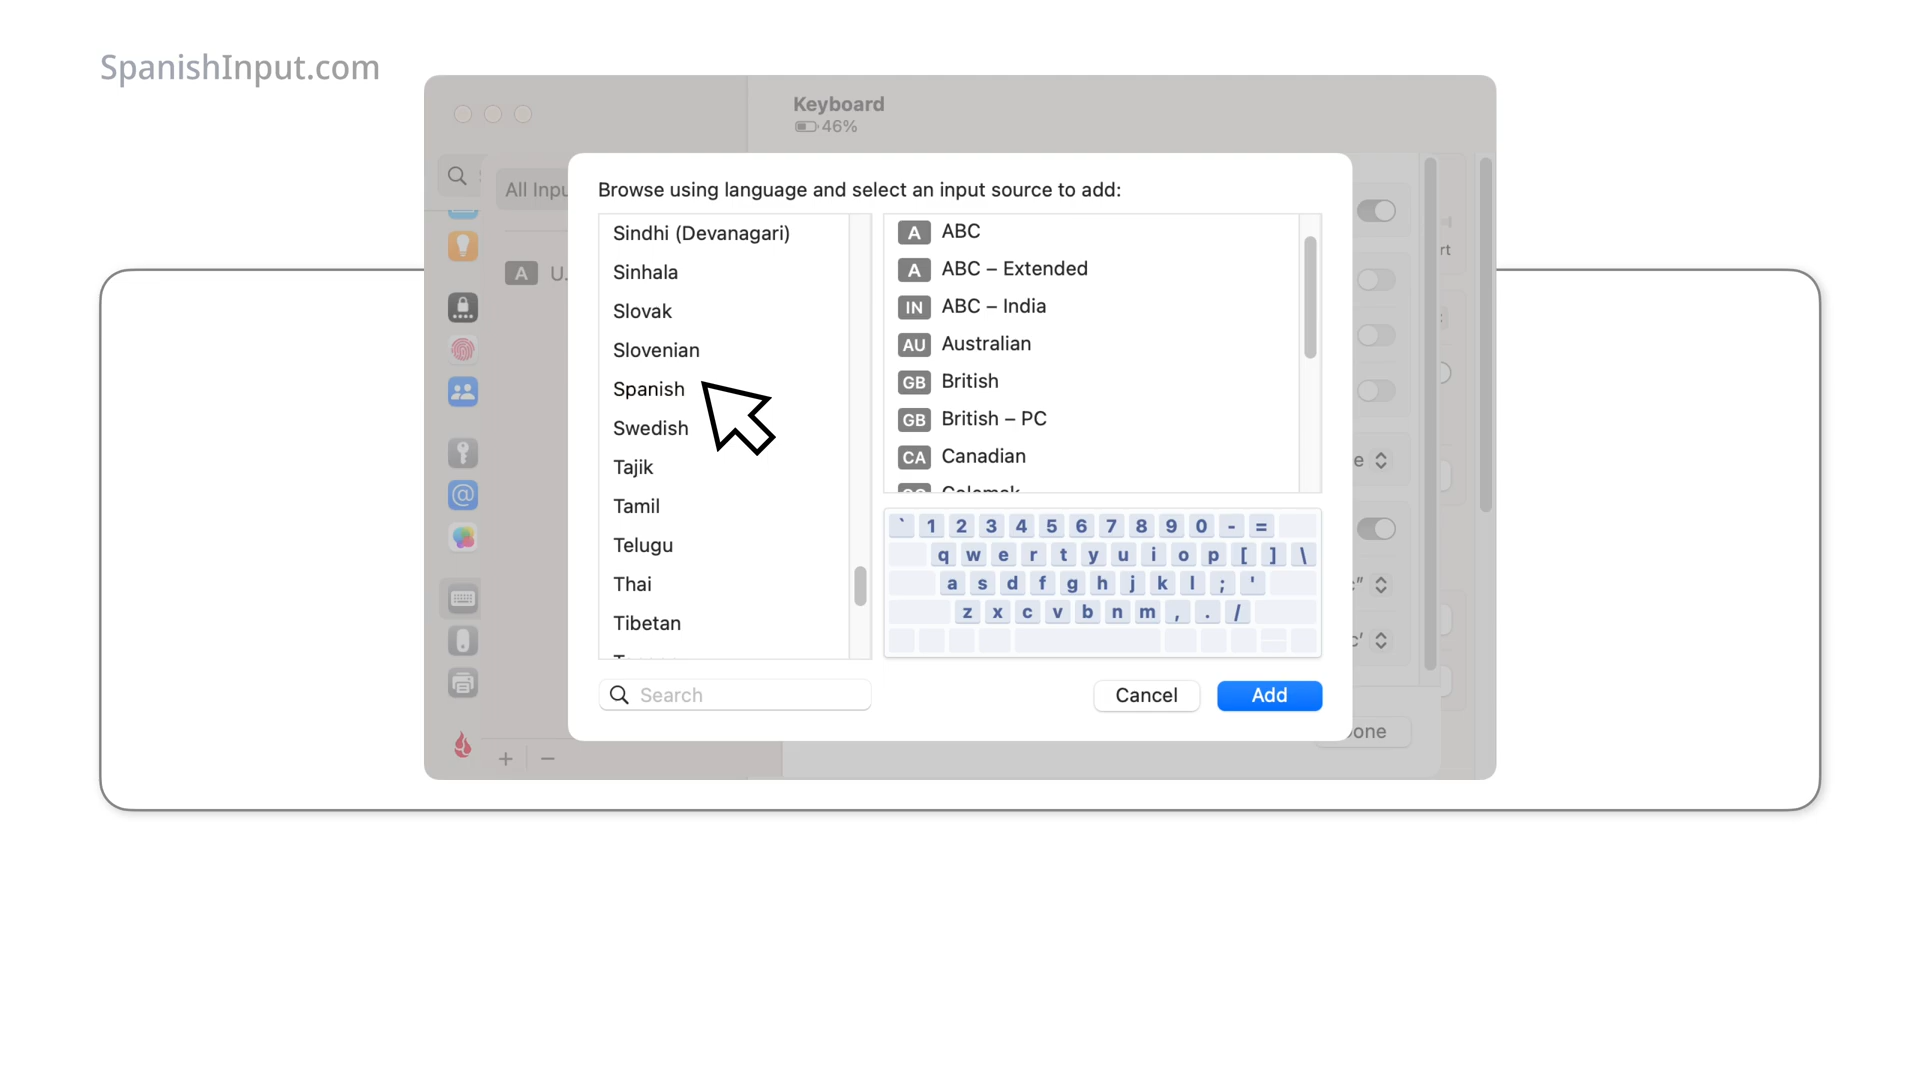 SpanishInput.com
Keyboard
46%
All Inpu
Browse using language and select an input source to add:
Sindhi (Devanagari)
Sinhala
Slovak
Slovenian
Spanish
Swedish
Tajik
Tamil
Telugu
Thai
Tibetan
A ABC
A ABC – Extended
IN ABC – India
AU Australian
GB British
GB British – PC
CA Canadian
A U.
rt
e
` 1 2 3 4 5 6 7 8 9 0 - =
q w e r t y u i o p [ ] \
a s d f g h j k l ; '
z x c v b n m , . /
Search
Cancel
Add
one
+ −